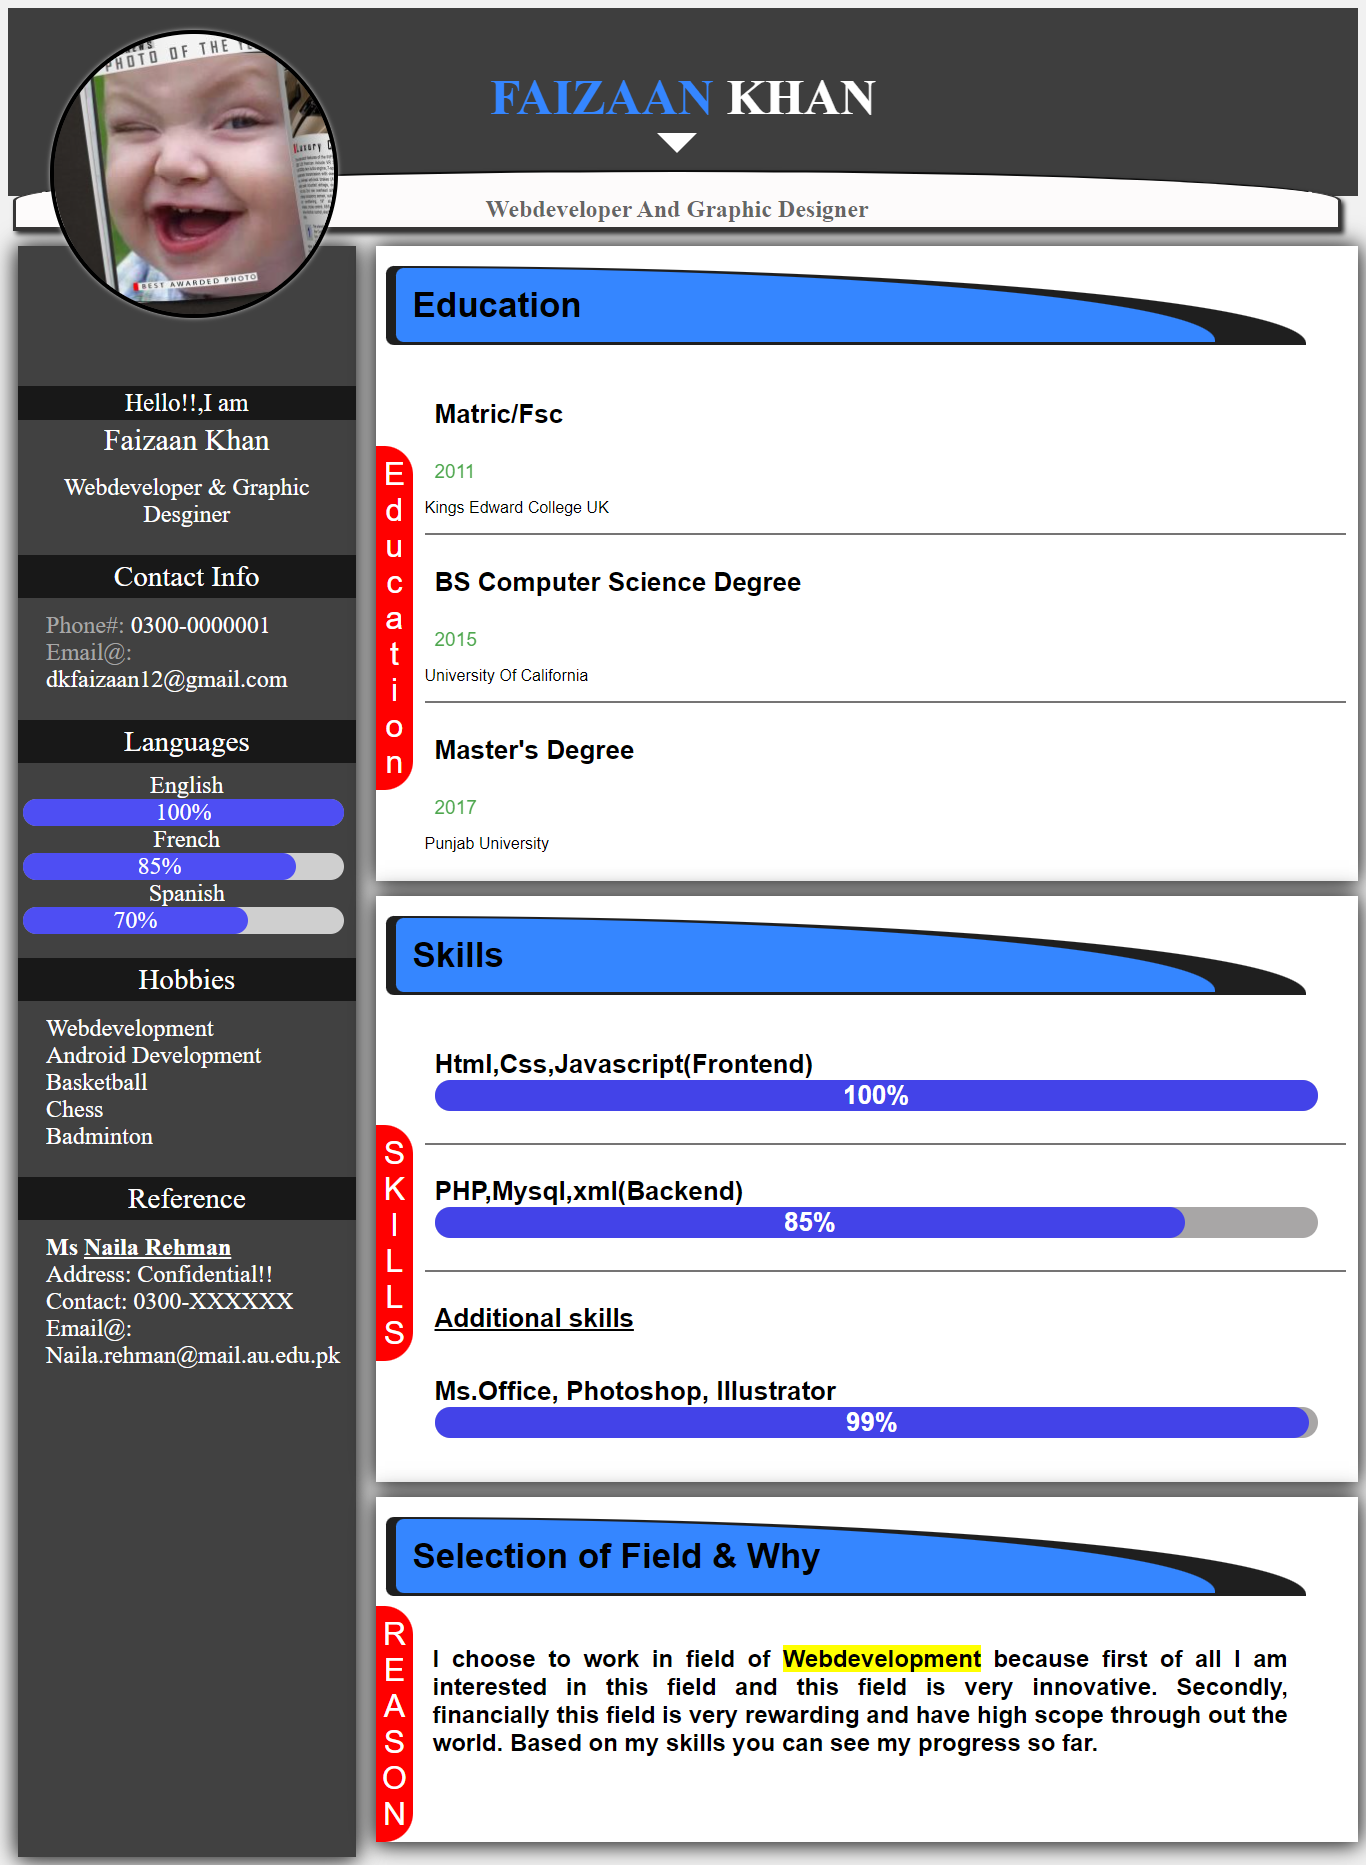 PHOTO OF THE
BEST AWARDED PHOTO
FAIZAAN KHAN
Webdeveloper And Graphic Designer
Hello!!,I am
Faizaan Khan
Webdeveloper & Graphic
Desginer
Contact Info
Phone#: 0300-0000001
Email@:
dkfaizaan12@gmail.com
Languages
English
100%
French
85%
Spanish
70%
Hobbies
Webdevelopment
Android Development
Basketball
Chess
Badminton
Reference
Ms Naila Rehman
Address: Confidential!!
Contact: 0300-XXXXXX
Email@:
Naila.rehman@mail.au.edu.pk
Education
Education
Matric/Fsc
2011
Kings Edward College UK
BS Computer Science Degree
2015
University Of California
Master's Degree
2017
Punjab University
Skills
SKILLS
Html,Css,Javascript(Frontend)
100%
PHP,Mysql,xml(Backend)
85%
Additional skills
Ms.Office, Photoshop, Illustrator
99%
Selection of Field & Why
REASON
I choose to work in field of Webdevelopment because first of all I am
interested in this field and this field is very innovative. Secondly,
financially this field is very rewarding and have high scope through out the
world. Based on my skills you can see my progress so far.